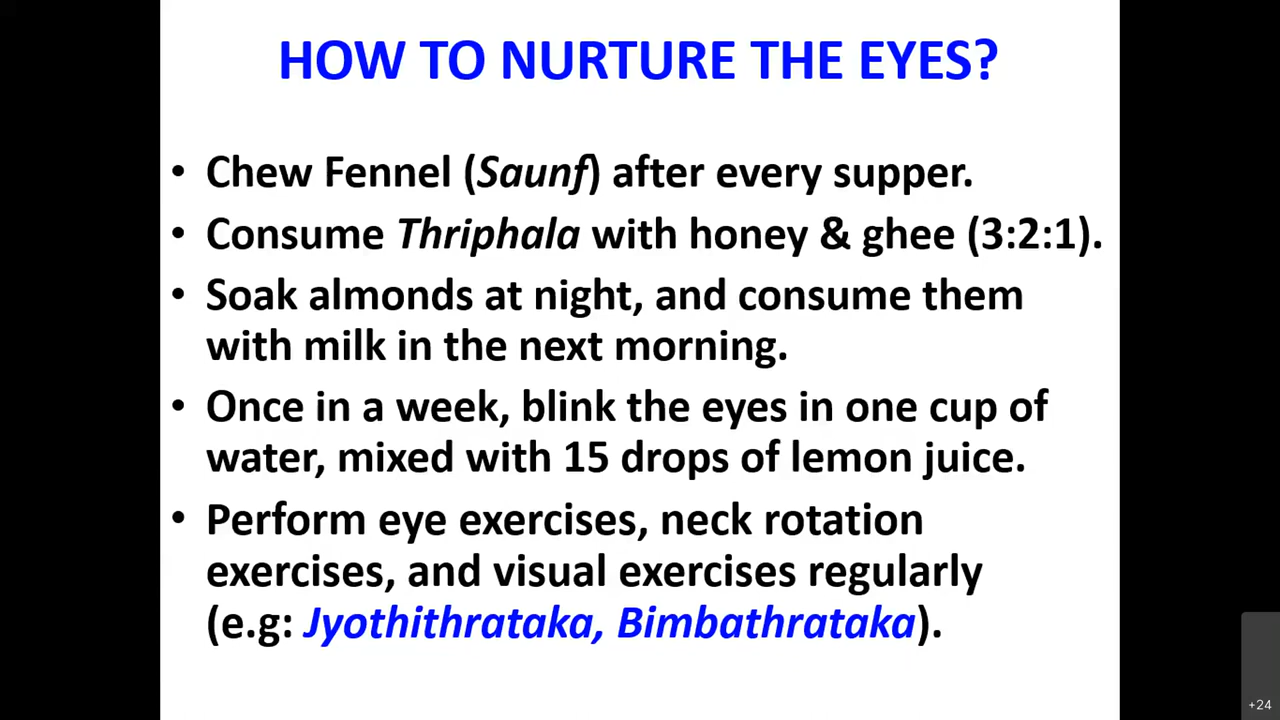 HOW TO NURTURE THE EYES?
• Chew Fennel (Saunf) after every supper.
• Consume Thriphala with honey & ghee (3:2:1).
• Soak almonds at night, and consume them
with milk in the next morning.
• Once in a week, blink the eyes in one cup of
water, mixed with 15 drops of lemon juice.
• Perform eye exercises, neck rotation
exercises, and visual exercises regularly
(e.g: Jyothithrataka, Bimbathrataka).
+24